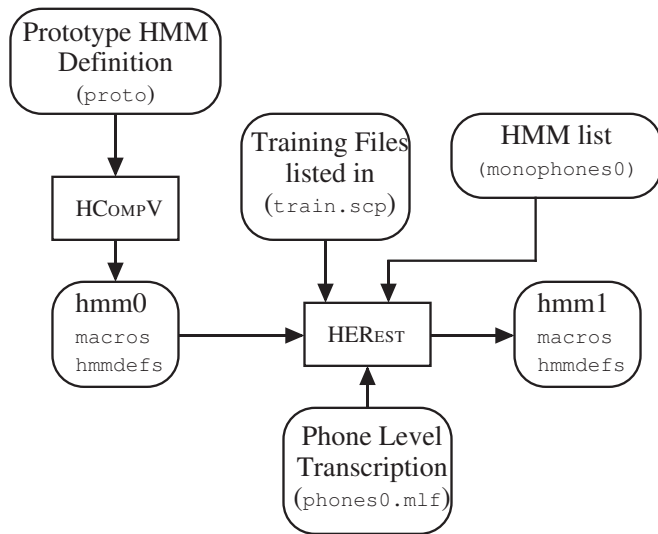 Prototype HMM
Definition
(proto)
Training Files
listed in
(train.scp)
HMM list
(monophones0)
HCOMPV
hmm0
macros
hmmdefs
HEREST
hmm1
macros
hmmdefs
Phone Level
Transcription
(phones0.mlf)